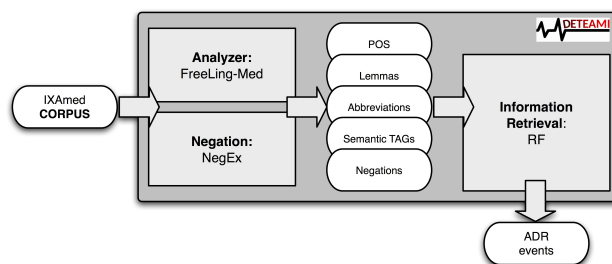 DETEAMI
IXAmed
CORPUS
Analyzer:
FreeLing-Med
Negation:
NegEx
POS
Lemmas
Abbreviations
Semantic TAGs
Negations
Information
Retrieval:
RF
ADR
events